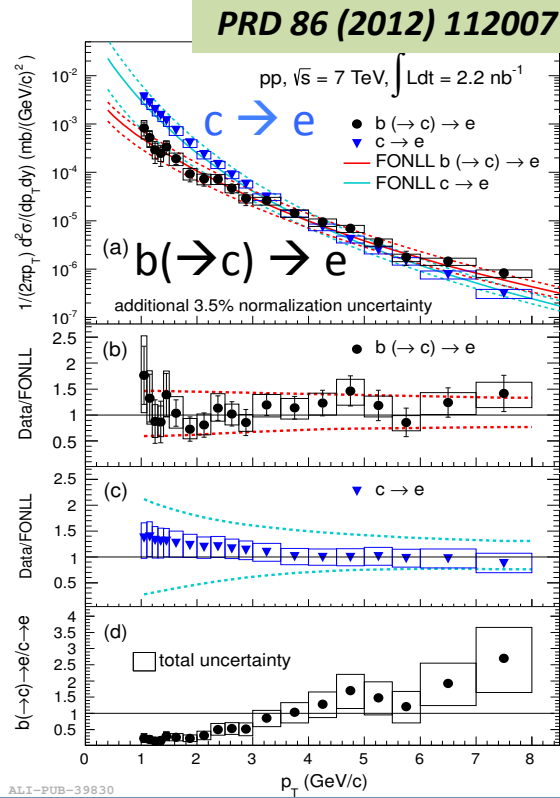 PRD 86 (2012) 112007
pp, √s = 7 TeV, ∫ Ldt = 2.2 nb⁻¹
c → e
b (→ c) → e
c → e
FONLL b (→ c) → e
FONLL c → e
1/(2πp_T) d²σ/(dp_Tdy) (mb/(GeV/c)²)
10⁻²
10⁻³
10⁻⁴
10⁻⁵
10⁻⁶
10⁻⁷
(a)
b(→c) → e
additional 3.5% normalization uncertainty
Data/FONLL
2.5
2
1.5
1
0.5
(b)
b (→ c) → e
Data/FONLL
2.5
2
1.5
1
0.5
(c)
c → e
b(→c)→e/c→e
4
3.5
3
2.5
2
1.5
1
0.5
(d)
total uncertainty
0 1 2 3 4 5 6 7 8
p_T (GeV/c)
ALI-PUB-39830